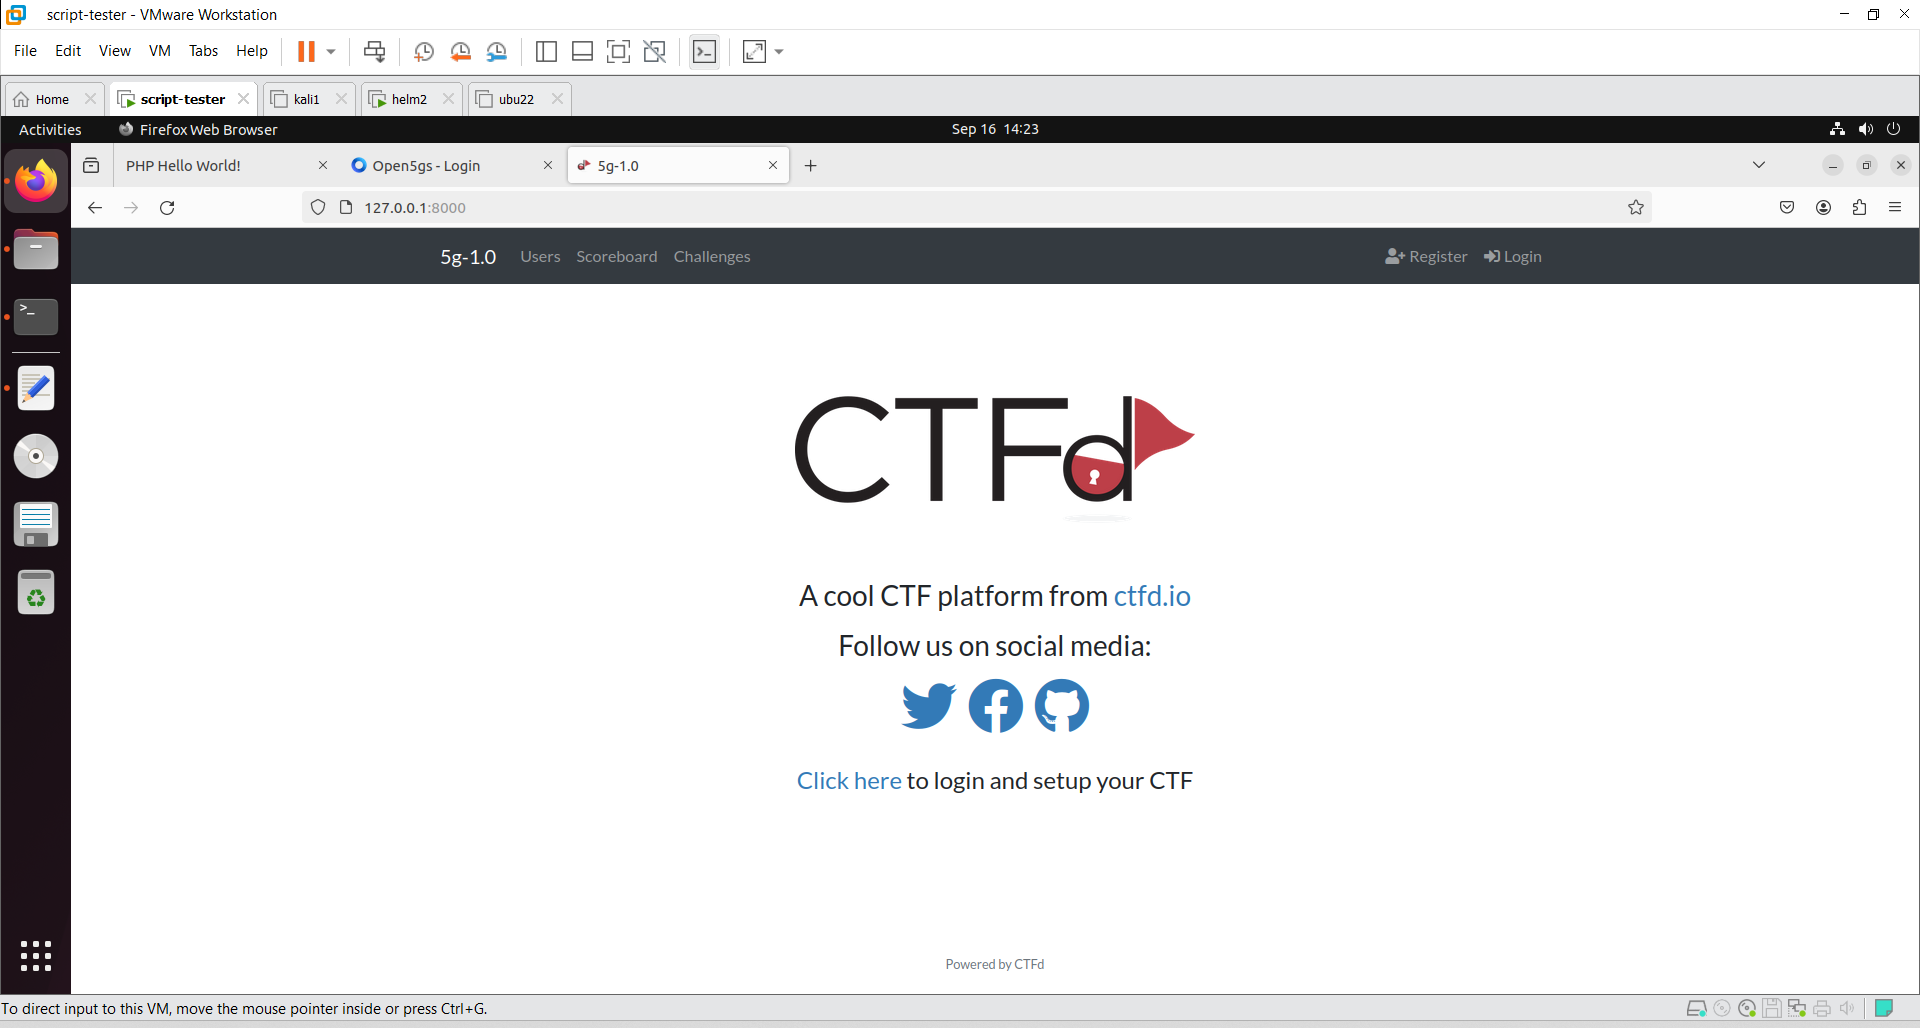 script-tester - VMware Workstation
File Edit View VM Tabs Help
Home script-tester kali1 helm2 ubu22
Activities Firefox Web Browser Sep 16 14:23
PHP Hello World! Open5gs - Login 5g-1.0
127.0.0.1:8000
5g-1.0 Users Scoreboard Challenges Register Login
CTFd
A cool CTF platform from ctfd.io
Follow us on social media:
Click here to login and setup your CTF
Powered by CTFd
To direct input to this VM, move the mouse pointer inside or press Ctrl+G.